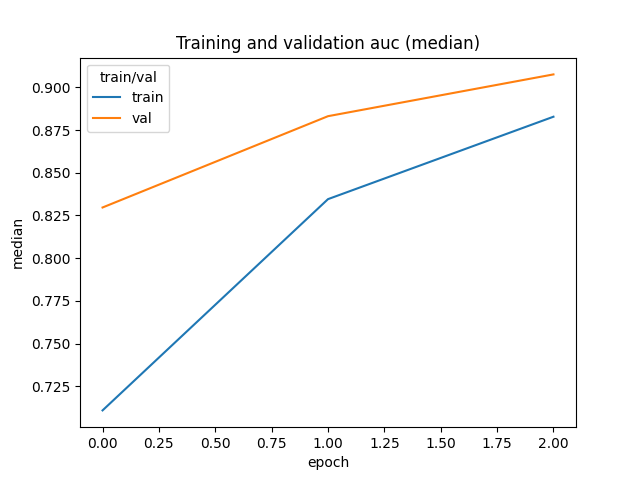 Training and validation auc (median)
train/val
train
val
0.900
0.875
0.850
0.825
0.800
0.775
0.750
0.725
median
0.00 0.25 0.50 0.75 1.00 1.25 1.50 1.75 2.00
epoch